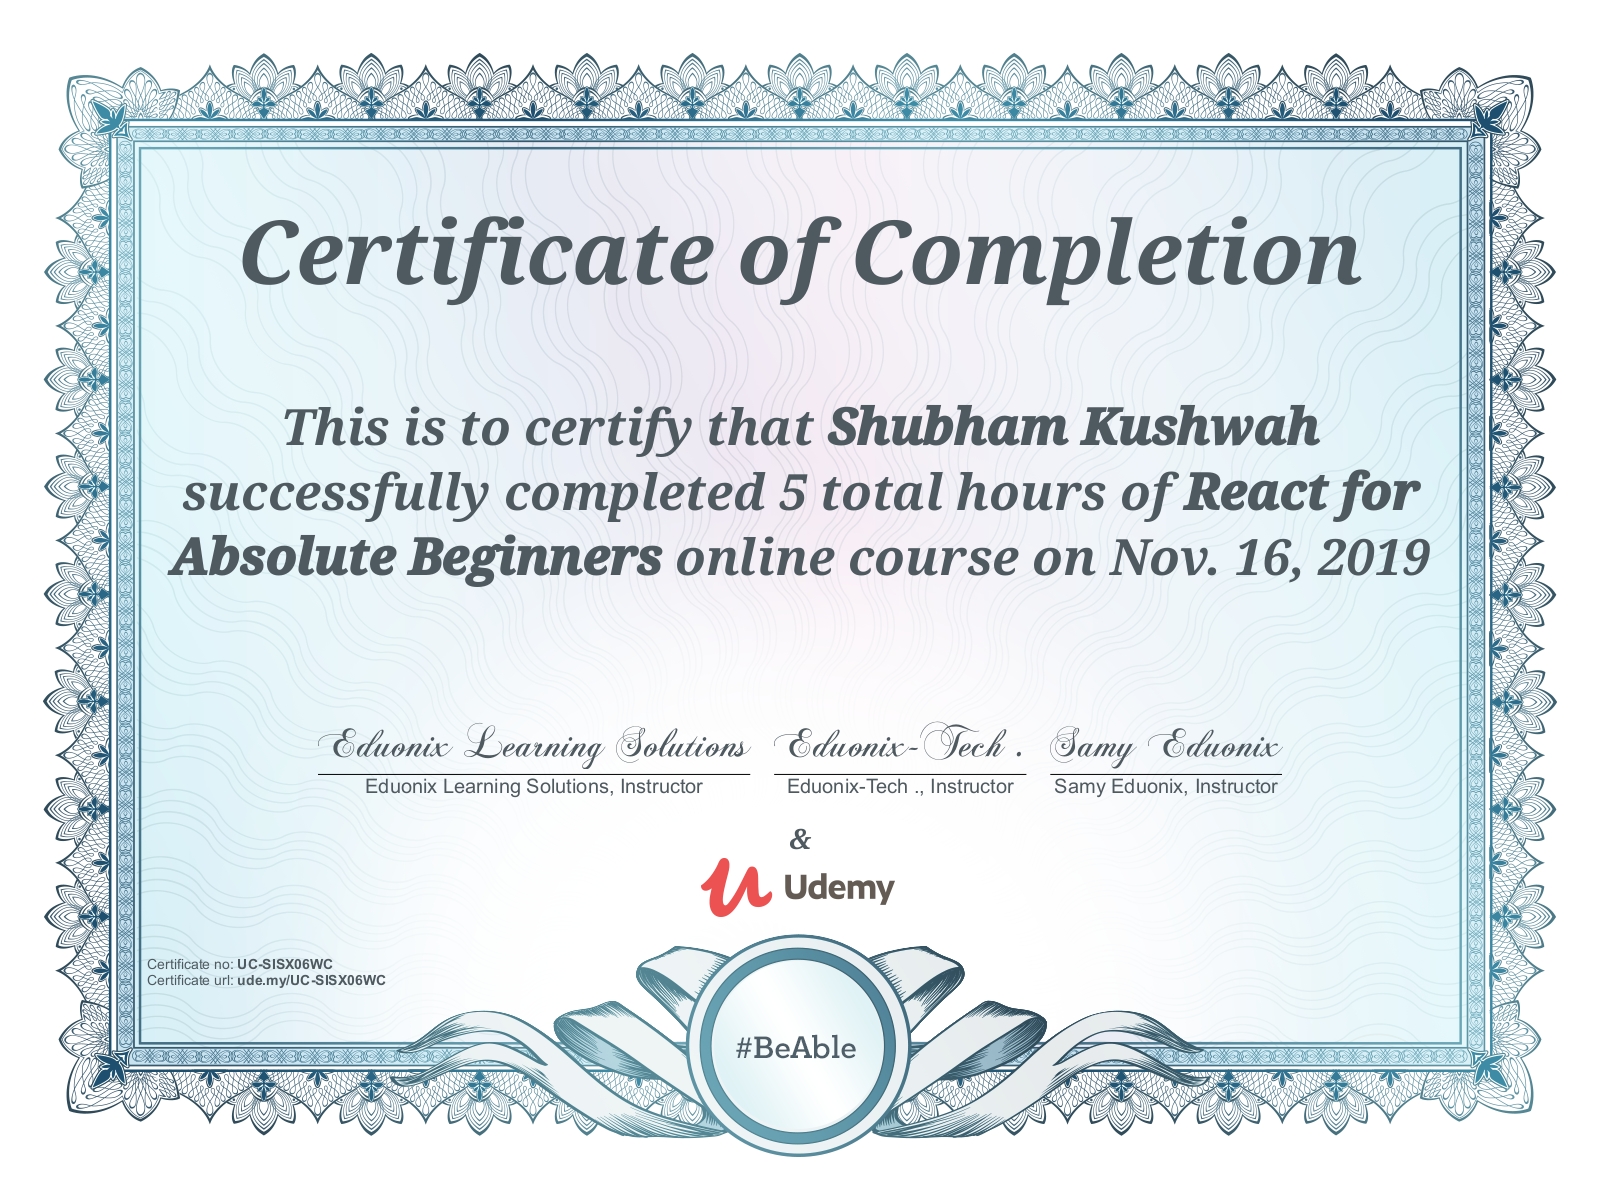 Certificate of Completion
This is to certify that Shubham Kushwah
successfully completed 5 total hours of React for
Absolute Beginners online course on Nov. 16, 2019
Eduonix Learning Solutions Eduonix-Tech . Samy Eduonix
Eduonix Learning Solutions, Instructor Eduonix-Tech ., Instructor Samy Eduonix, Instructor
&
Udemy
Certificate no: UC-SISX06WC
Certificate url: ude.my/UC-SISX06WC
#BeAble